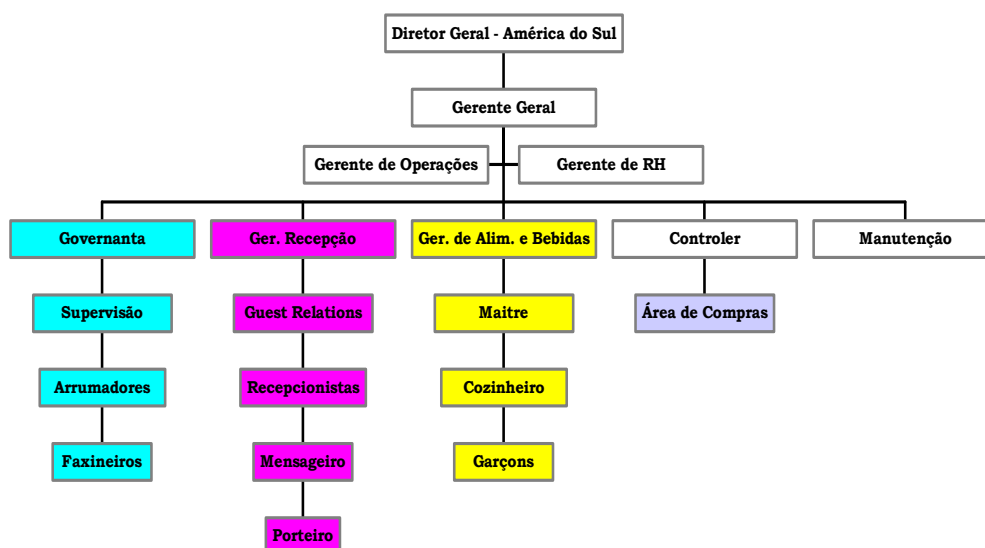 Diretor Geral - América do Sul
Gerente Geral
Gerente de Operações
Gerente de RH
Governanta
Ger. Recepção
Ger. de Alim. e Bebidas
Controler
Manutenção
Supervisão
Guest Relations
Maitre
Área de Compras
Arrumadores
Recepcionistas
Cozinheiro
Faxineiros
Mensageiro
Garçons
Porteiro